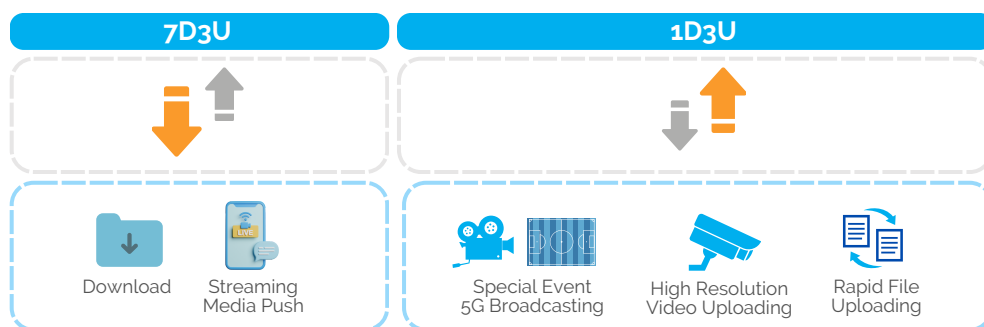 7D3U
1D3U
LIVE
Download
Streaming
Media Push
Special Event
5G Broadcasting
High Resolution
Video Uploading
Rapid File
Uploading